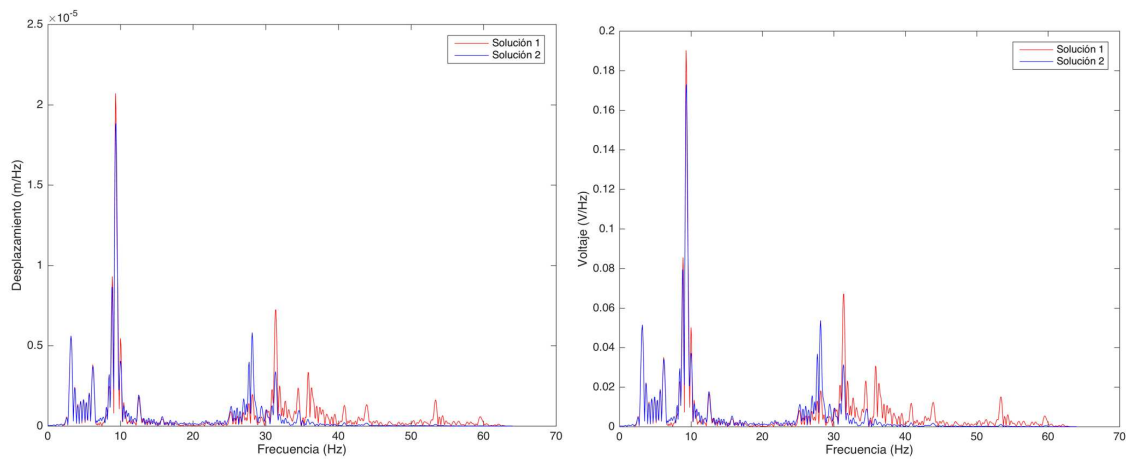 ×10⁻⁵
2.5
2
1.5
1
0.5
0
Desplazamiento (m/Hz)
Solución 1
Solución 2
0 10 20 30 40 50 60 70
Frecuencia (Hz)
0.2
0.18
0.16
0.14
0.12
0.1
0.08
0.06
0.04
0.02
0
Voltaje (V/Hz)
Solución 1
Solución 2
0 10 20 30 40 50 60 70
Frecuencia (Hz)